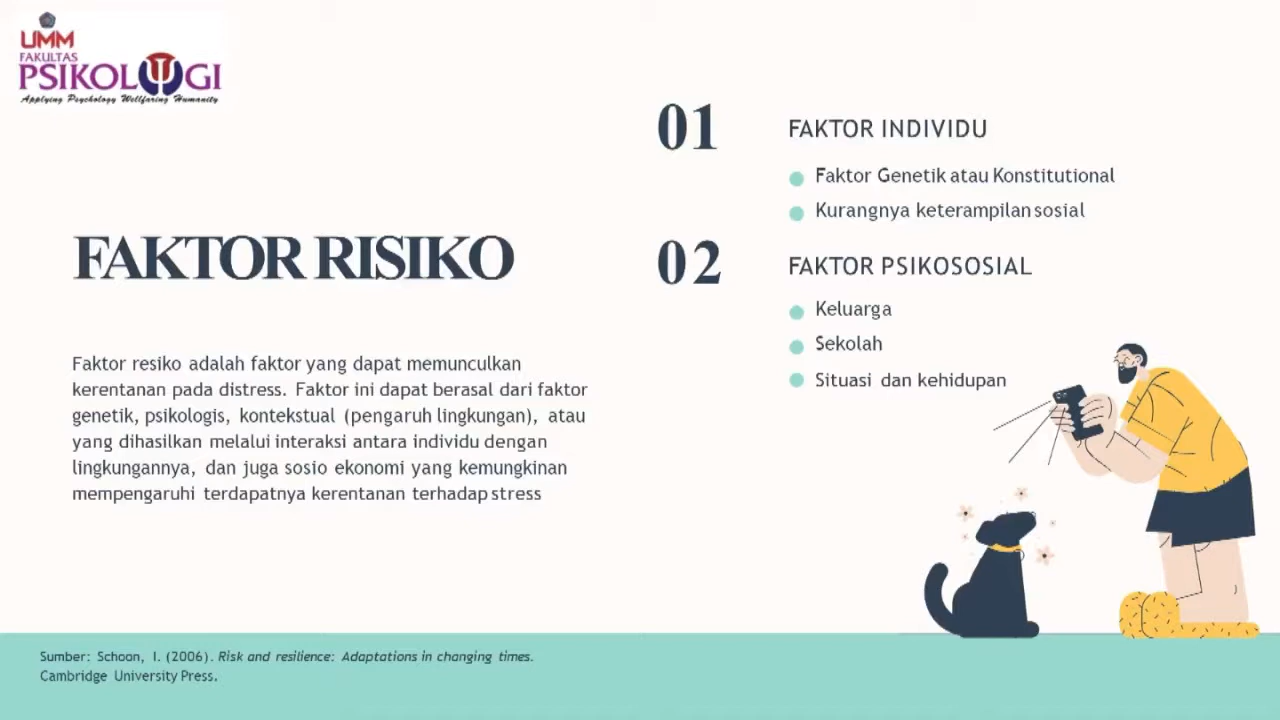 UMM
FAKULTAS
PSIKOLOGI
Applying Psychology Wellfaring Humanity
FAKTOR RISIKO
Faktor resiko adalah faktor yang dapat memunculkan
kerentanan pada distress. Faktor ini dapat berasal dari faktor
genetik, psikologis, kontekstual (pengaruh lingkungan), atau
yang dihasilkan melalui interaksi antara individu dengan
lingkungannya, dan juga sosio ekonomi yang kemungkinan
mempengaruhi terdapatnya kerentanan terhadap stress
01
FAKTOR INDIVIDU
Faktor Genetik atau Konstitutional
Kurangnya keterampilan sosial
02
FAKTOR PSIKOSOSIAL
Keluarga
Sekolah
Situasi dan kehidupan
Sumber: Schoon, I. (2006). Risk and resilience: Adaptations in changing times.
Cambridge University Press.